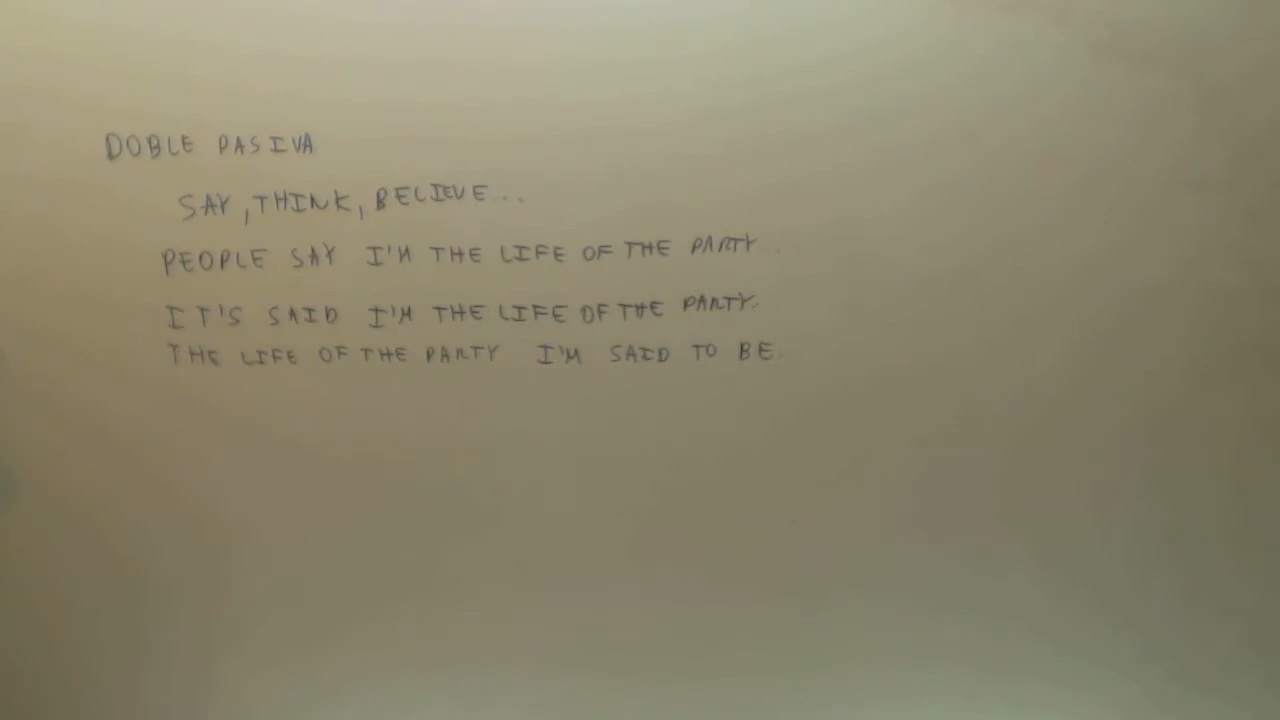 DOBLE PASIVA
SAY, THINK, BELIEVE...
PEOPLE SAY I'M THE LIFE OF THE PARTY..
IT'S SAID I'M THE LIFE OF THE PARTY.
THE LIFE OF THE PARTY I'M SAID TO BE.